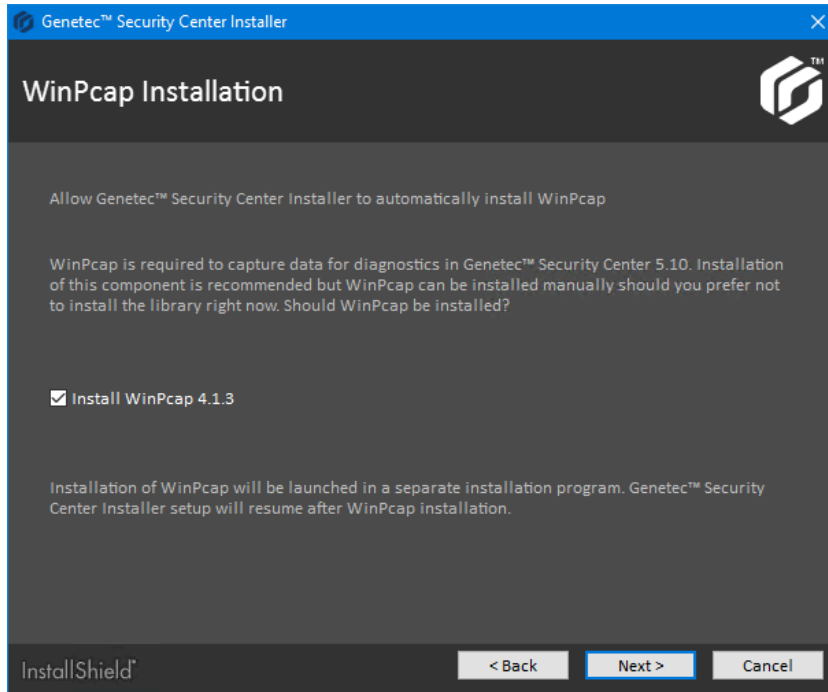 Genetec™ Security Center Installer
WinPcap Installation
TM
Allow Genetec™ Security Center Installer to automatically install WinPcap
WinPcap is required to capture data for diagnostics in Genetec™ Security Center 5.10. Installation
of this component is recommended but WinPcap can be installed manually should you prefer not
to install the library right now. Should WinPcap be installed?
Install WinPcap 4.1.3
Installation of WinPcap will be launched in a separate installation program. Genetec™ Security
Center Installer setup will resume after WinPcap installation.
InstallShield
< Back
Next >
Cancel